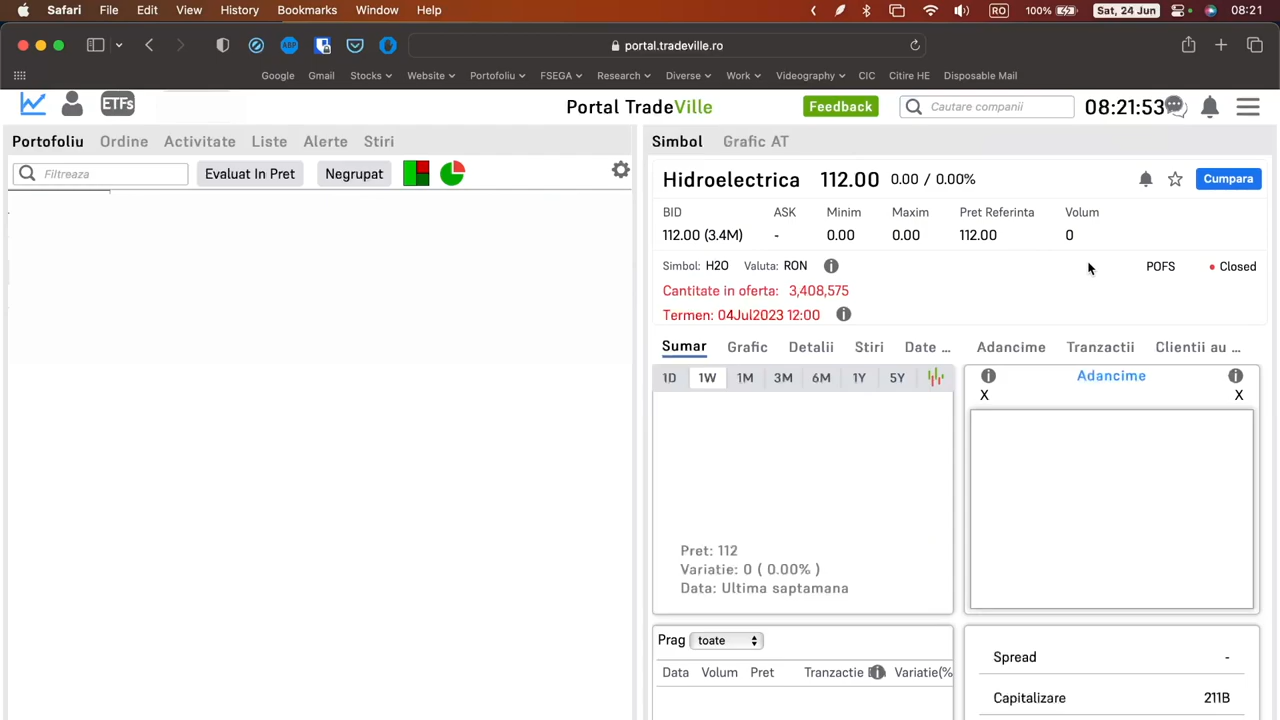 Safari File Edit View History Bookmarks Window Help RO 100% Sat, 24 Jun 08:21
ABP portal.tradeville.ro
Google Gmail Stocks Website Portofoliu FSEGA Research Diverse Work Videography CIC Citire HE Disposable Mail
ETFs Portal TradeVille Feedback Cautare companii 08:21:53
Portofoliu Ordine Activitate Liste Alerte Stiri
Filtreaza Evaluat In Pret Negrupat
Simbol Grafic AT
Hidroelectrica 112.00 0.00 / 0.00% Cumpara
BID ASK Minim Maxim Pret Referinta Volum
112.00 (3.4M) - 0.00 0.00 112.00 0
Simbol: H2O Valuta: RON i POFS Closed
Cantitate in oferta: 3,408,575
Termen: 04Jul2023 12:00 i
Sumar Grafic Detalii Stiri Date ... Adancime Tranzactii Clientii au ...
1D 1W 1M 3M 6M 1Y 5Y
i Adancime i
X X
Pret: 112
Variatie: 0 ( 0.00% )
Data: Ultima saptamana
Prag toate
Data Volum Pret Tranzactie i Variatie(%
Spread -
Capitalizare 211B